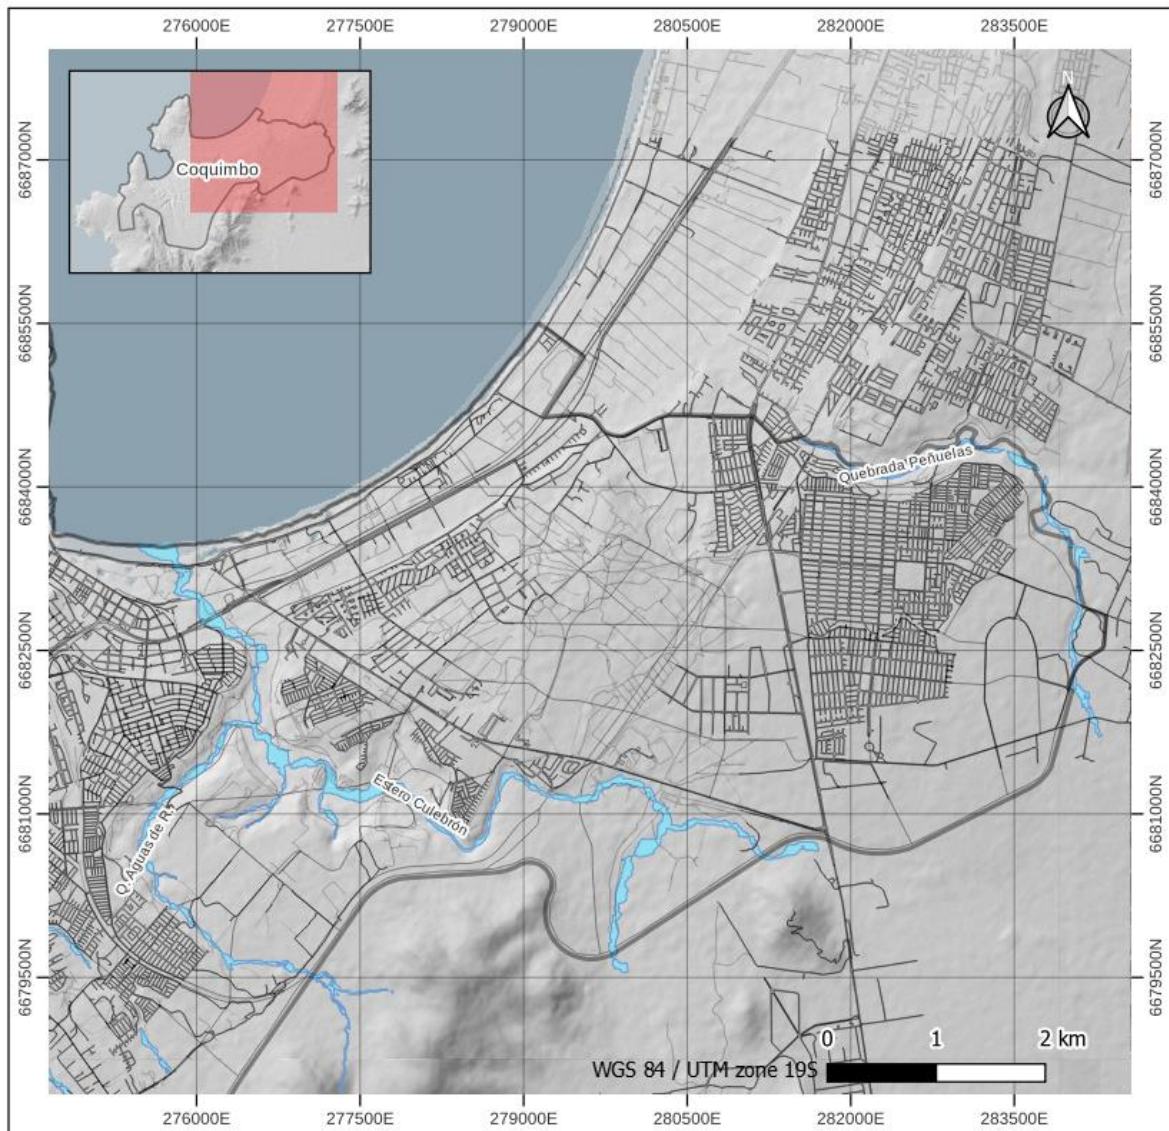 276000E 277500E 279000E 280500E 282000E 283500E
N
Coquimbo
6687000N 6687000N
6685500N 6685500N
Quebrada Peñuelas
6684000N 6684000N
6682500N 6682500N
Estero Culebrón
6681000N 6681000N
Q. Aguas de R.
6679500N 6679500N
0 1 2 km
WGS 84 / UTM zone 19S
276000E 277500E 279000E 280500E 282000E 283500E